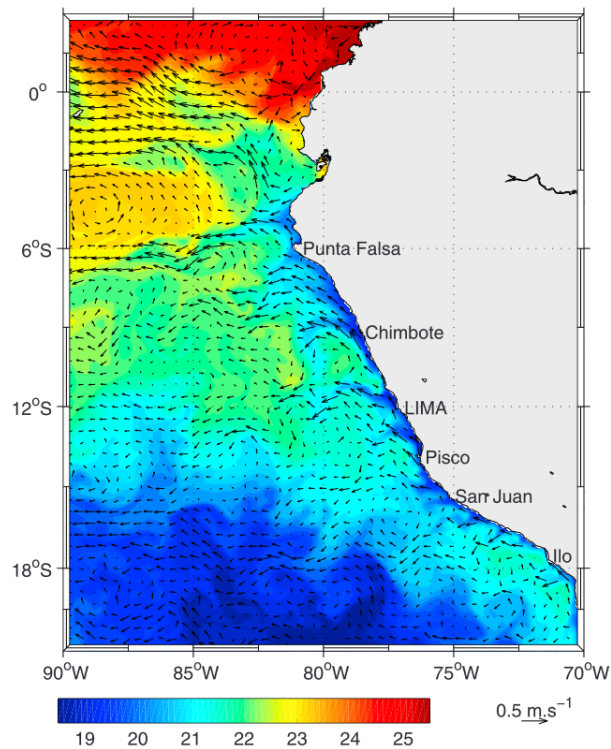 0°
6°S
Punta Falsa
Chimbote
12°S
LIMA
Pisco
San Juan
18°S
Ilo
90°W 85°W 80°W 75°W 70°W
0.5 m.s⁻¹
19 20 21 22 23 24 25